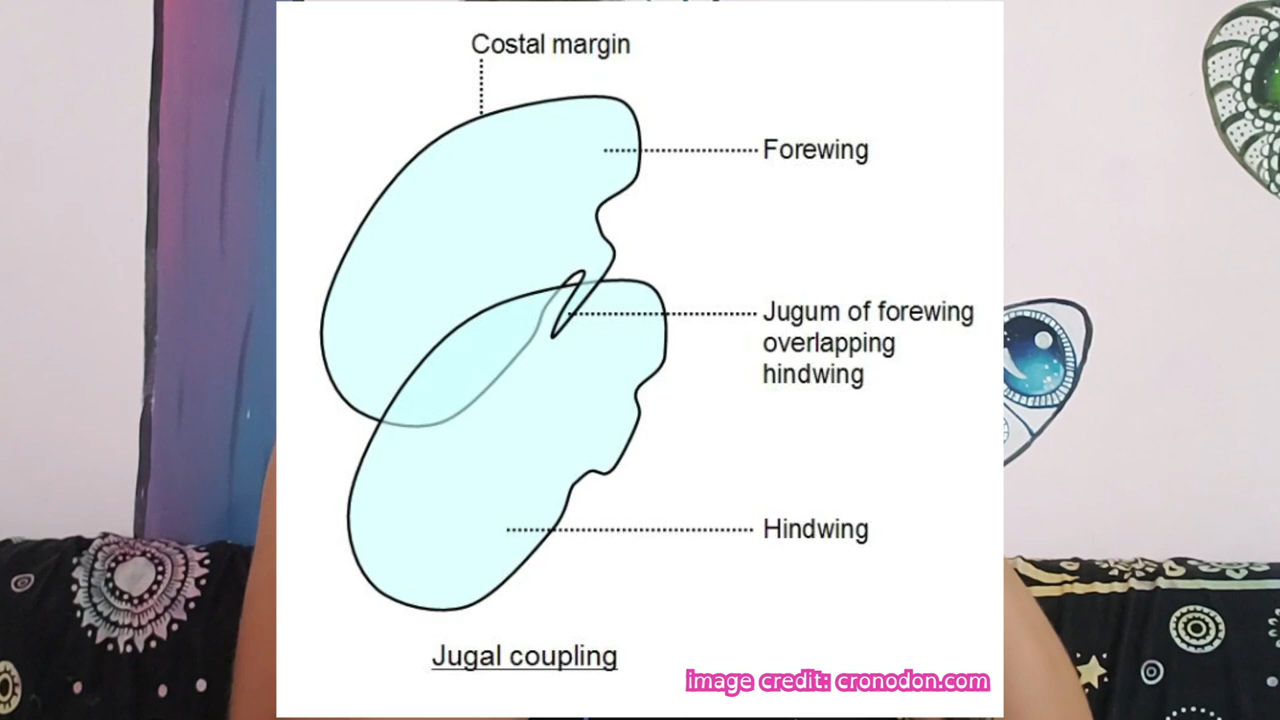 Costal margin
Forewing
Jugum of forewing
overlapping
hindwing
Hindwing
Jugal coupling
image credit: cronodon.com